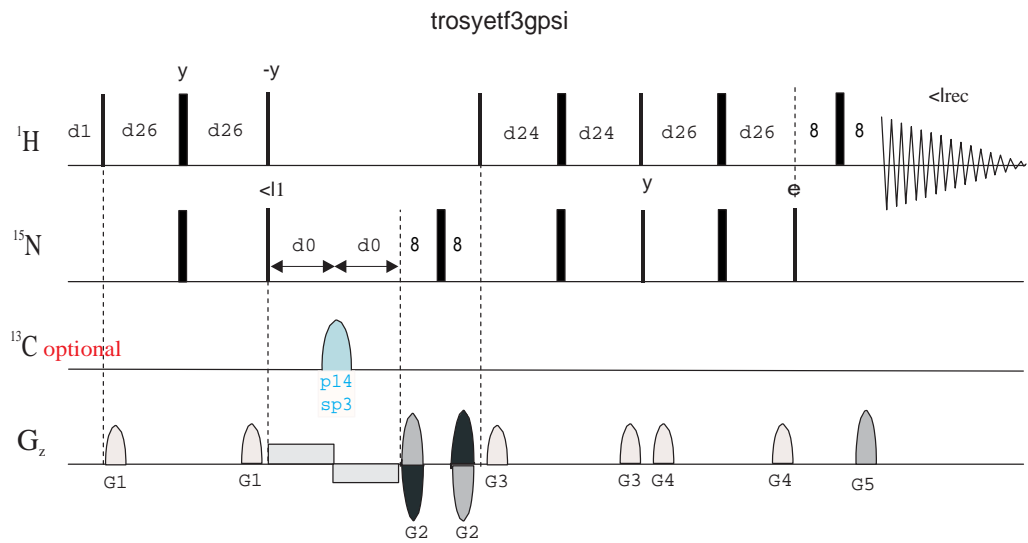 trosyetf3gpsi
y
-y
<lrec
1H
d1
d26
d26
d24
d24
d26
d26
8
8
<l1
y
e
15N
d0
d0
8
8
13C optional
p14
sp3
Gz
G1
G1
G2
G2
G3
G3
G4
G4
G5